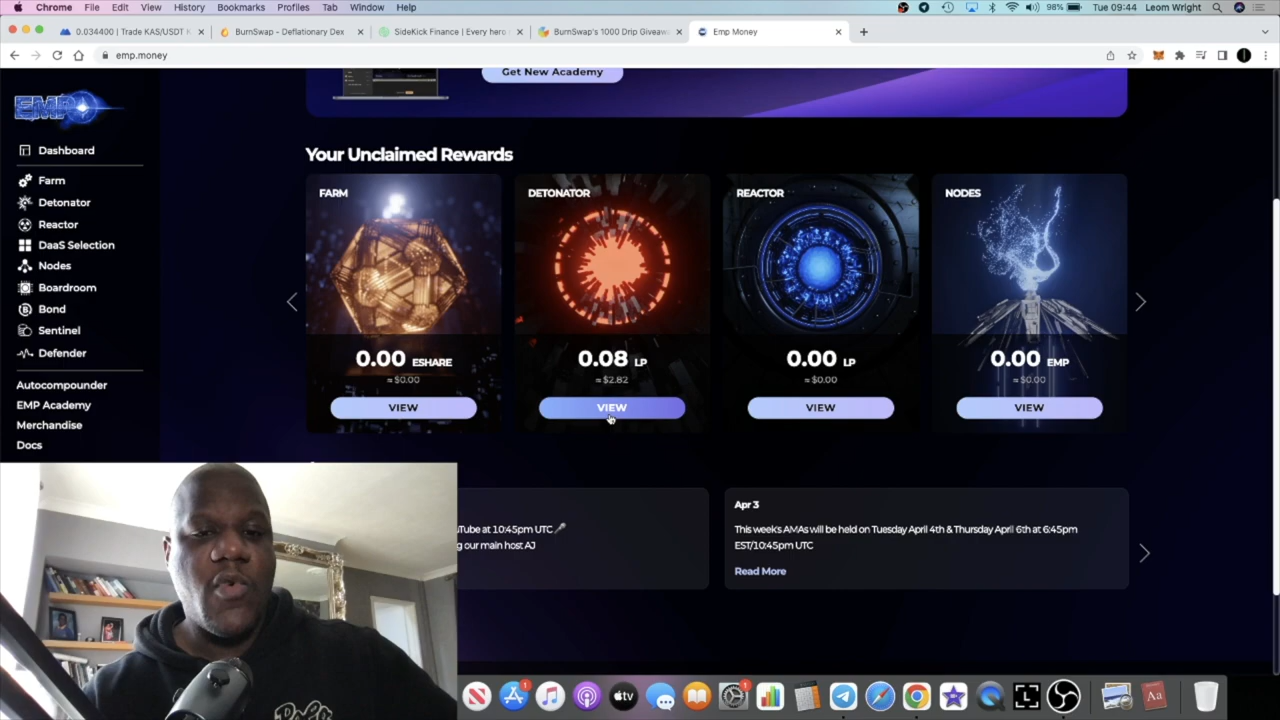 Chrome File Edit View History Bookmarks Profiles Tab Window Help 98% Tue 09:44 Leom Wright
0.034400 | Trade KAS/USDT BurnSwap - Deflationary Dex SideKick Finance | Every hero BurnSwap's 1000 Drip Giveaw Emp Money
emp.money
Get New Academy
EMP
Dashboard
Farm
Detonator
Reactor
DaaS Selection
Nodes
Boardroom
Bond
Sentinel
Defender
Autocompounder
EMP Academy
Merchandise
Docs
Your Unclaimed Rewards
FARM
0.00 ESHARE
≈ $0.00
VIEW
DETONATOR
0.08 LP
≈ $2.82
VIEW
REACTOR
0.00 LP
≈ $0.00
VIEW
NODES
0.00 EMP
≈ $0.00
VIEW
at 10:45pm UTC
our main host AJ
Apr 3
This week's AMAs will be held on Tuesday April 4th & Thursday April 6th at 6:45pm
EST/10:45pm UTC
Read More
1
1
L
Aa